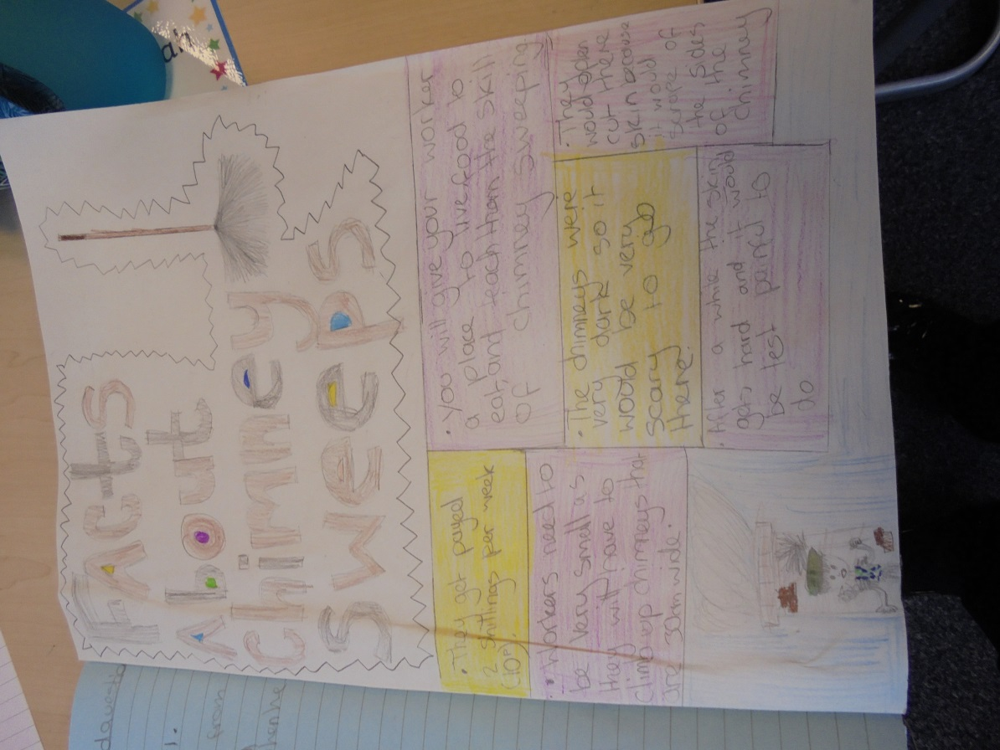 FActs
About
chimney
sweeps
• They get payed
2 shillings per week
(10p).
• Workers need to
be very small as
they will have to
climb up chimneys that
are 30cm wide.
• You will give your worker
a place to live, food to
eat, and teach them the skill
of chimney sweeping
• The chimneys were
very dark so it
would be very
scary to go
there.
• They
would open
cut there
skin because
it would
scrape of
the sides
of the
chimney
• After a while the skin
gets hard and it would
be lest painful to
do
from